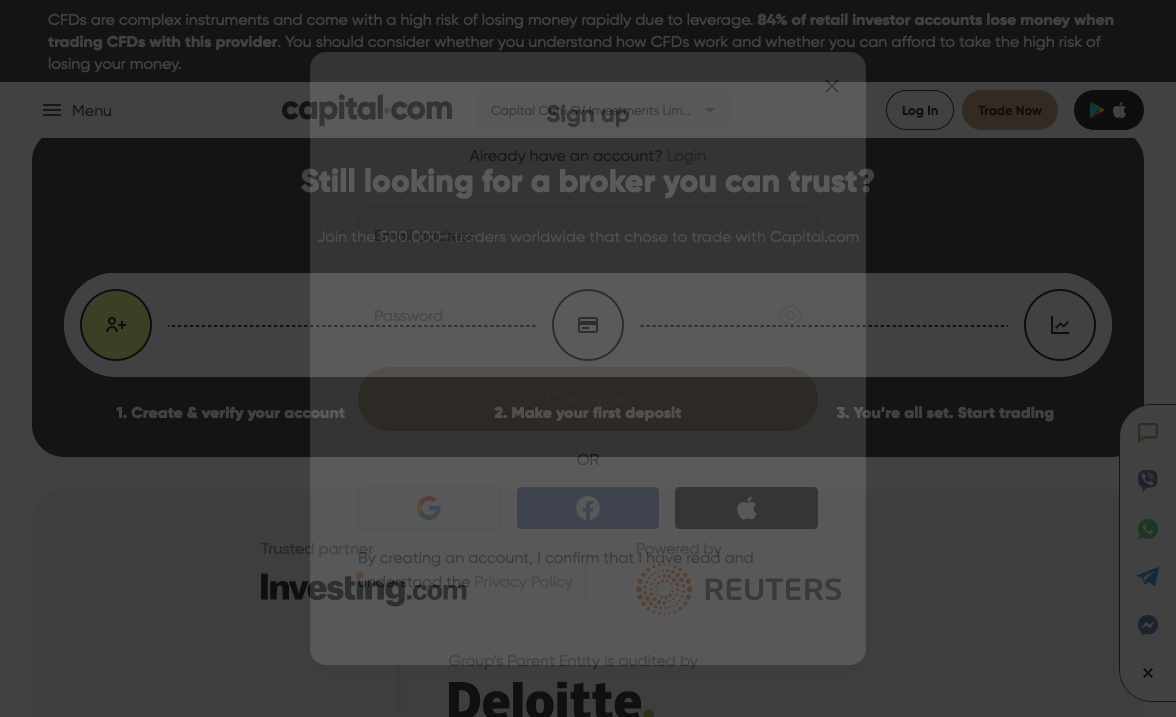 CFDs are complex instruments and come with a high risk of losing money rapidly due to leverage. 84% of retail investor accounts lose money when
trading CFDs with this provider. You should consider whether you understand how CFDs work and whether you can afford to take the high risk of
losing your money.
Menu
capital.com
Capital Com SV Investments Lim...
Log In
Trade Now
Sign up
Already have an account? Login
Still looking for a broker you can trust?
Join the traders worldwide that chose to trade with Capital.com
Password
Continue
1. Create & verify your account
2. Make your first deposit
3. You're all set. Start trading
OR
Trusted partner
Powered by
By creating an account, I confirm that I have read and
understood the Privacy Policy
Investing.com
REUTERS
Group's Parent Entity is audited by
Deloitte.